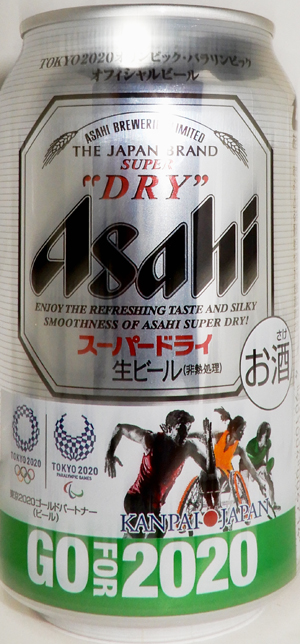 TOKYO2020オリンピック・パラリンピック
オフィシャルビール
ASAHI BREWERIES LIMITED
THE JAPAN BRAND
SUPER
"DRY"
Asahi
ENJOY THE REFRESHING TASTE AND SILKY
SMOOTHNESS OF ASAHI SUPER DRY!
スーパードライ
生ビール(非熱処理)
さけ
お酒
TOKYO 2020
TOKYO 2020
PARALYMPIC GAMES
東京2020ゴールドパートナー
(ビール)
KANPAI JAPAN
GO FOR 2020